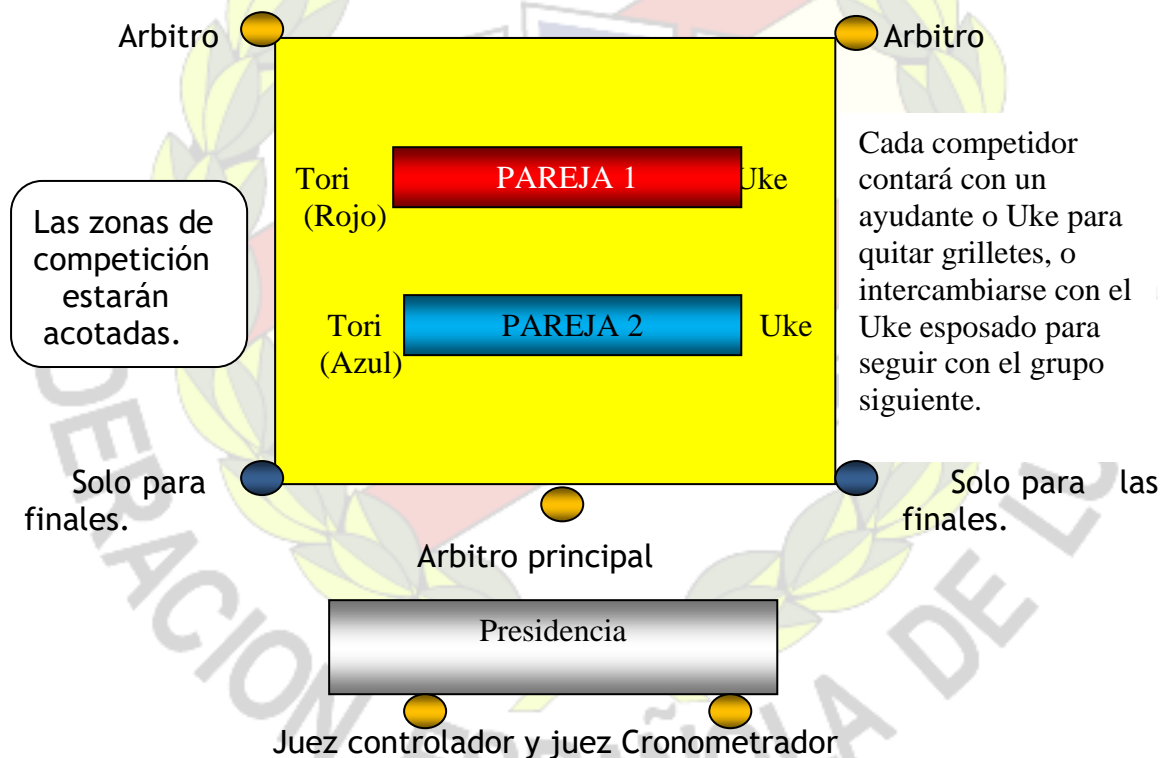 Arbitro
Arbitro
Tori
(Rojo)
PAREJA 1
Uke
Cada competidor
contará con un
ayudante o Uke para
quitar grilletes, o
intercambiarse con el
Uke esposado para
seguir con el grupo
siguiente.
Las zonas de
competición
estarán
acotadas.
Tori
(Azul)
PAREJA 2
Uke
Solo para
finales.
Solo para las
finales.
Arbitro principal
Presidencia
Juez controlador y juez Cronometrador